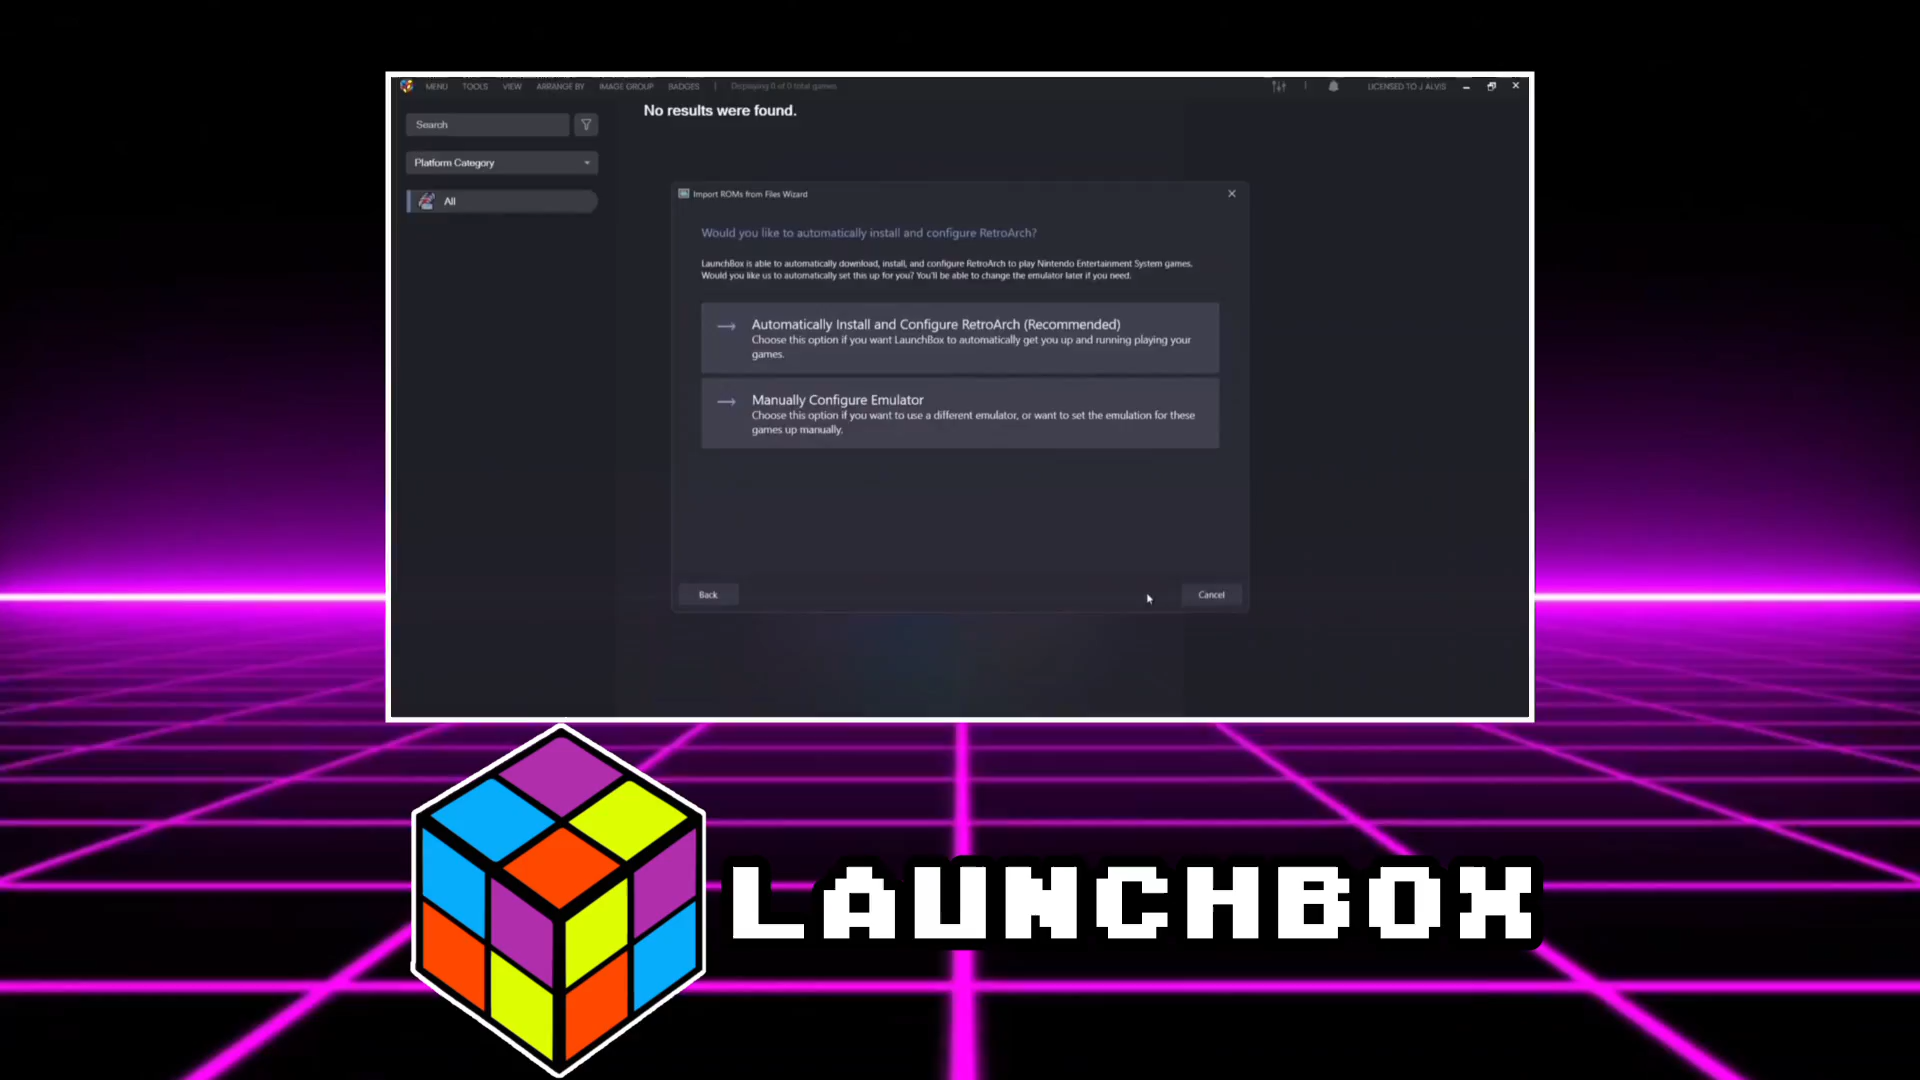 MENU TOOLS VIEW ARRANGE BY IMAGE GROUP BADGES | Displaying 0 of 0 total games LICENSED TO J ALVIS
Search
No results were found.
Platform Category
All
Import ROMs from Files Wizard
Would you like to automatically install and configure RetroArch?
LaunchBox is able to automatically download, install, and configure RetroArch to play Nintendo Entertainment System games.
Would you like us to automatically set this up for you? You'll be able to change the emulator later if you need.
Automatically Install and Configure RetroArch (Recommended)
Choose this option if you want LaunchBox to automatically get you up and running playing your
games.
Manually Configure Emulator
Choose this option if you want to use a different emulator, or want to set the emulation for these
games up manually.
Back
Cancel
LAUNCHBOX